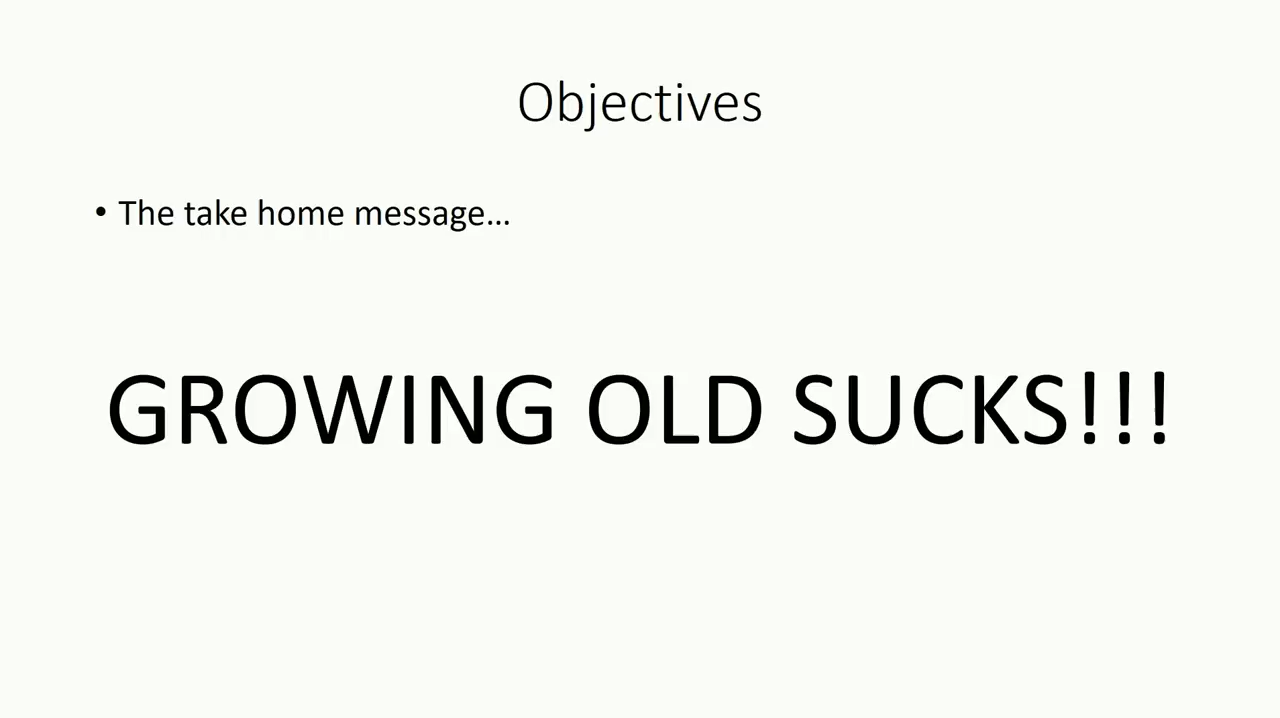 Objectives
• The take home message...
GROWING OLD SUCKS!!!